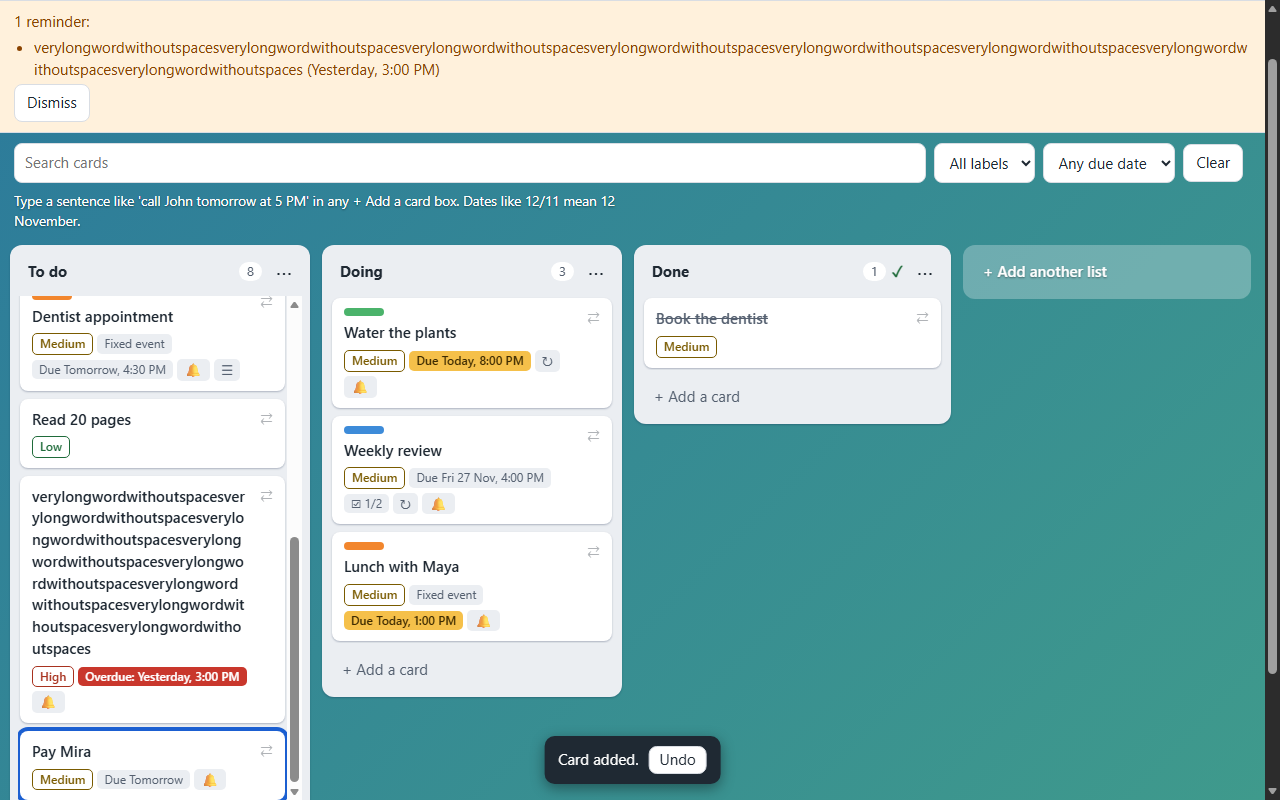 1 reminder:
verylongwordwithoutspacesverylongwordwithoutspacesverylongwordwithoutspacesverylongwordwithoutspacesverylongwordwithoutspacesverylongwordwithoutspacesverylongw
ithoutspacesverylongwordwithoutspaces (Yesterday, 3:00 PM)
Dismiss
Search cards
All labels
Any due date
Clear
Type a sentence like 'call John tomorrow at 5 PM' in any + Add a card box. Dates like 12/11 mean 12
November.
To do
8
...
Dentist appointment
Medium
Fixed event
Due Tomorrow, 4:30 PM
Read 20 pages
Low
verylongwordwithoutspacesver
ylongwordwithoutspacesverylo
ngwordwithoutspacesverylong
wordwithoutspacesverylongwo
rdwithoutspacesverylongword
withoutspacesverylongwordwit
houtspacesverylongwordwitho
utspaces
High
Overdue: Yesterday, 3:00 PM
Pay Mira
Medium
Due Tomorrow
Doing
3
...
Water the plants
Medium
Due Today, 8:00 PM
Weekly review
Medium
Due Fri 27 Nov, 4:00 PM
1/2
Lunch with Maya
Medium
Fixed event
Due Today, 1:00 PM
+ Add a card
Done
1
...
Book the dentist
Medium
+ Add a card
+ Add another list
Card added.
Undo